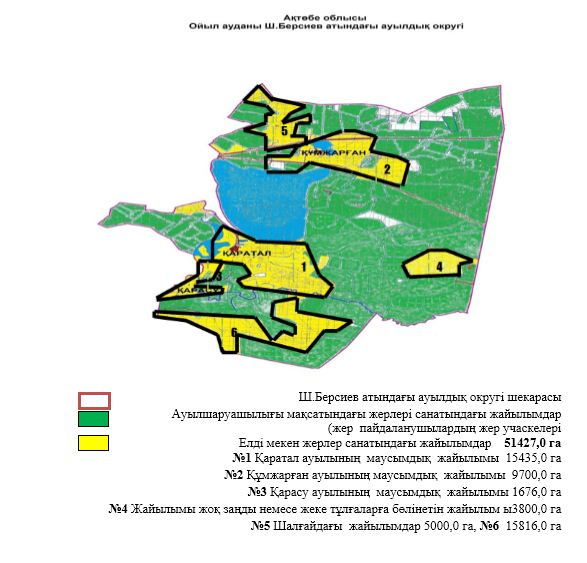 Ақтөбе облысы
Ойыл ауданы Ш.Берсиев атындағы ауылдық округі
5
ҚҰМЖАРҒАН
2
ҚАРАТАЛ
1
4
3
ҚАРАСУ
6
Ш.Берсиев атындағы ауылдық округі шекарасы
Ауылшаруашылығы мақсатындағы жерлері санатындағы жайылымдар
(жер пайдаланушылардың жер учаскелері
Елді мекен жерлер санатындағы жайылымдар 51427,0 га
№1 Қаратал ауылының маусымдық жайылымы 15435,0 га
№2 Құмжарған ауылының маусымдық жайылымы 9700,0 га
№3 Қарасу ауылының маусымдық жайылымы 1676,0 га
№4 Жайылымы жоқ заңды немесе жеке тұлғаларға бөлінетін жайылым ы3800,0 га
№5 Шалғайдағы жайылымдар 5000,0 га, №6 15816,0 га